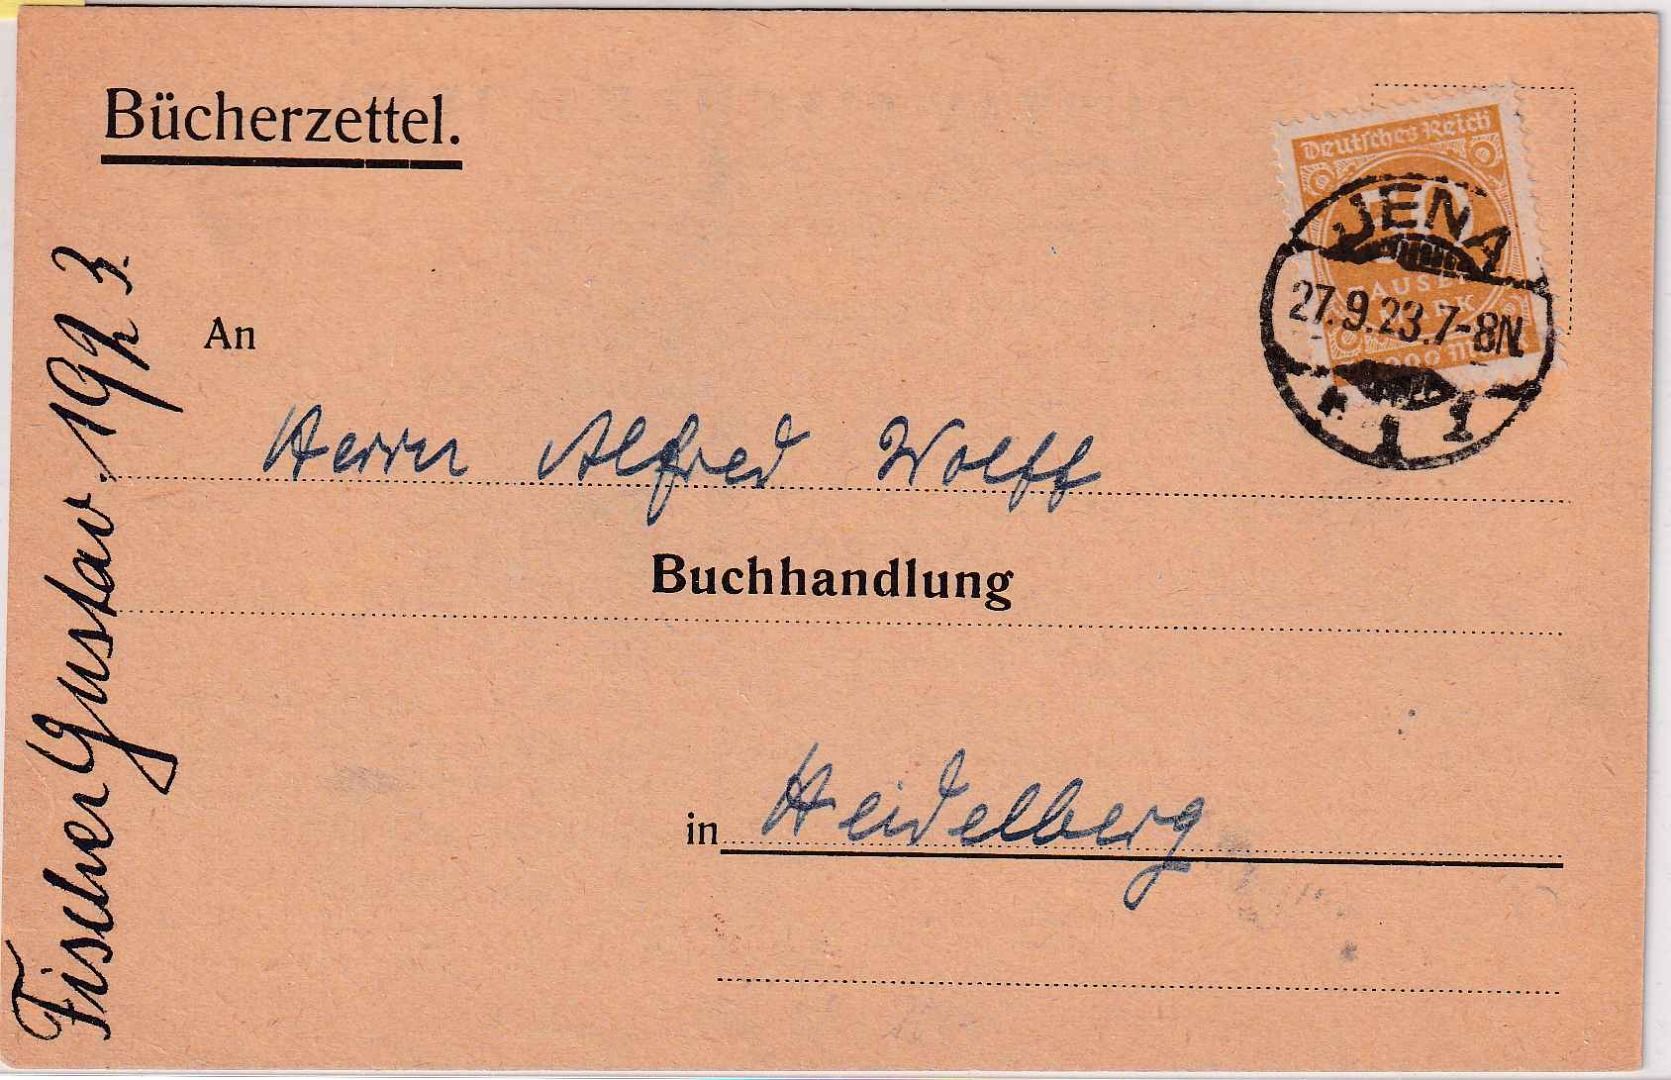 Bücherzettel.
Deutsches Reich
JENA
27.9.23.7-8N.
1
An
Herrn Alfred Wolff
Buchhandlung
in Heidelberg
Fischer Gustav, 1923.